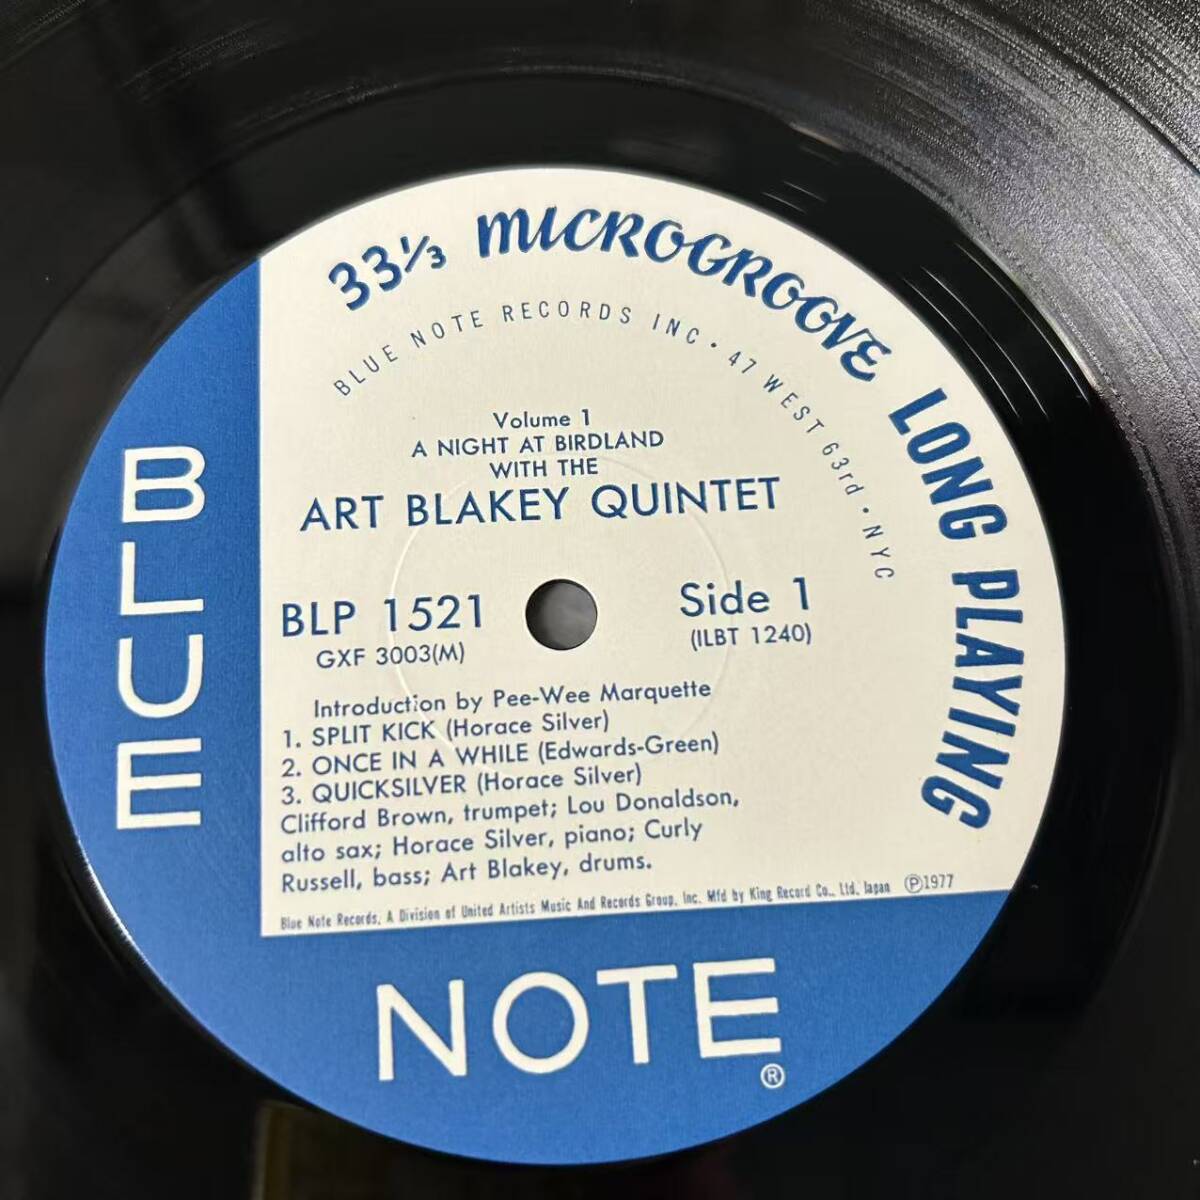 33⅓ MICROGROOVE LONG PLAYING
BLUE NOTE RECORDS INC • 47 WEST 63rd • NYC
Volume 1
A NIGHT AT BIRDLAND
WITH THE
ART BLAKEY QUINTET
BLP 1521
GXF 3003(M)
Side 1
(ILBT 1240)
Introduction by Pee-Wee Marquette
1. SPLIT KICK (Horace Silver)
2. ONCE IN A WHILE (Edwards-Green)
3. QUICKSILVER (Horace Silver)
Clifford Brown, trumpet; Lou Donaldson,
alto sax; Horace Silver, piano; Curly
Russell, bass; Art Blakey, drums.
Blue Note Records, A Division of United Artists Music And Records Group, Inc. Mfd by King Record Co., Ltd. Japan ℗1977
BLUE
NOTE®